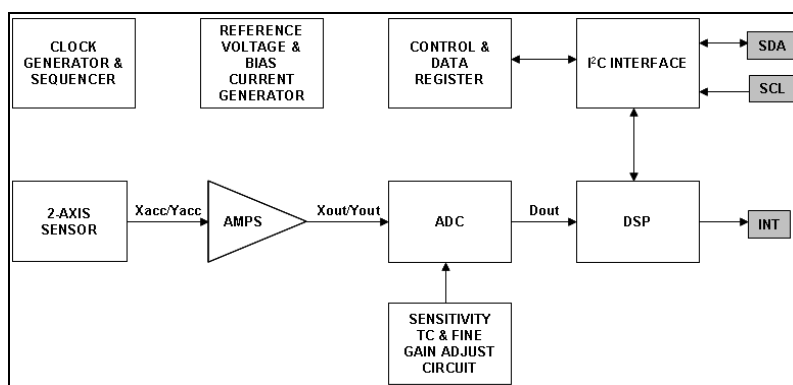 CLOCK
GENERATOR &
SEQUENCER
REFERENCE
VOLTAGE &
BIAS
CURRENT
GENERATOR
CONTROL &
DATA
REGISTER
I²C INTERFACE
SDA
SCL
2-AXIS
SENSOR
Xacc/Yacc
AMPS
Xout/Yout
ADC
Dout
DSP
INT
SENSITIVITY
TC & FINE
GAIN ADJUST
CIRCUIT